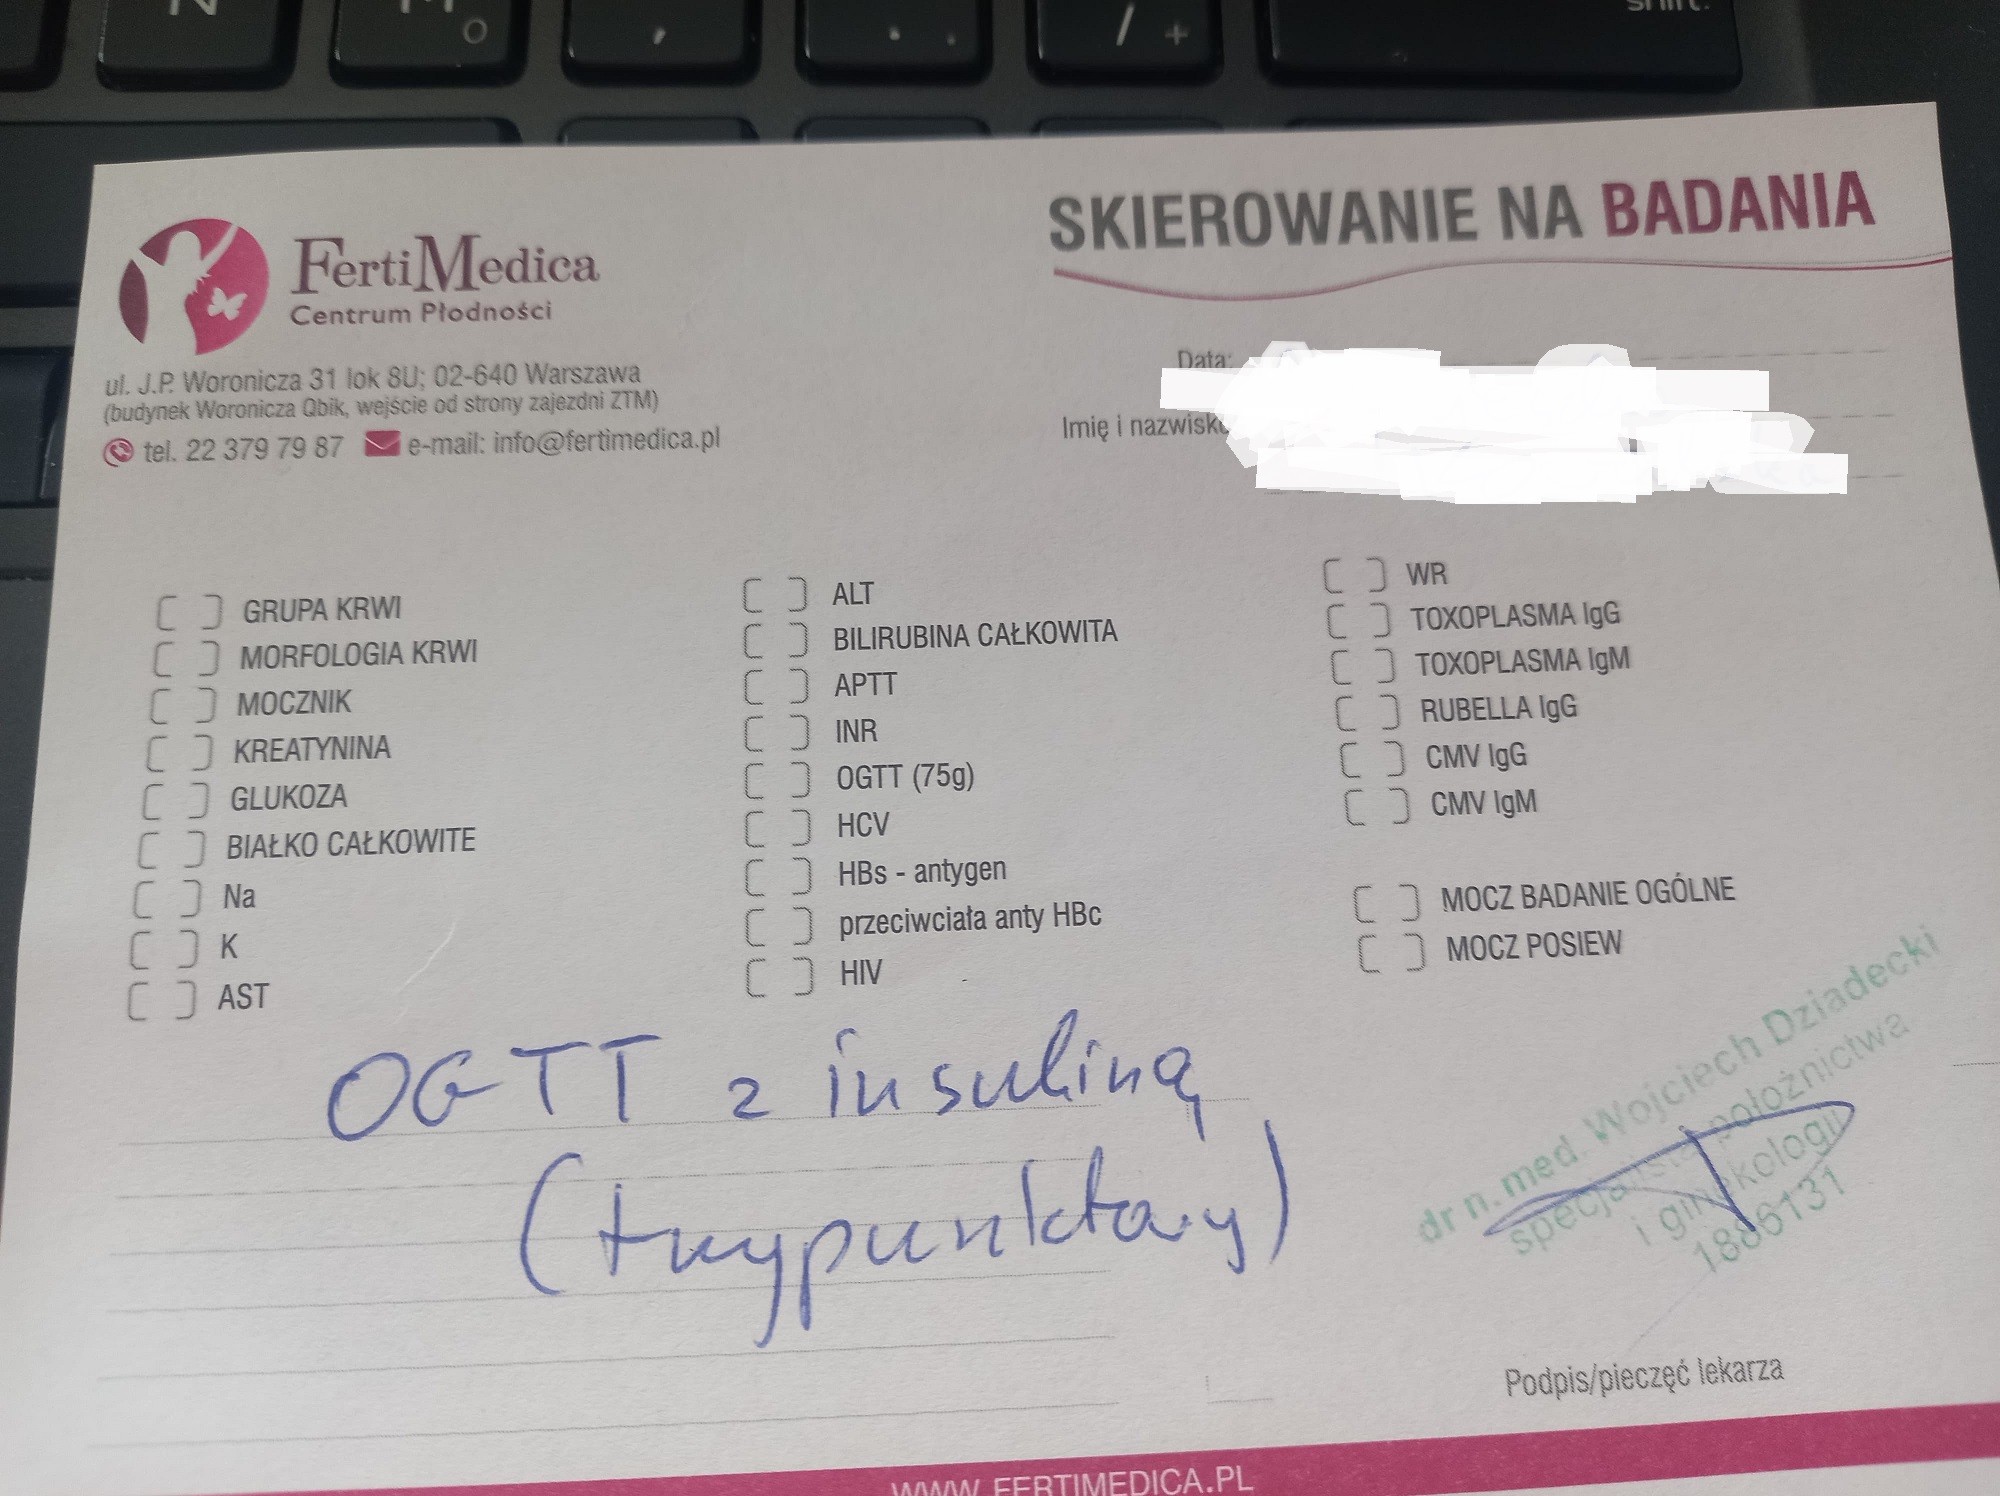 N
M
O
,
.
/ +
shift
FertiMedica
Centrum Płodności
ul. J.P. Woronicza 31 lok 8U; 02-640 Warszawa
(budynek Woronicza Qbik, wejście od strony zajezdni ZTM)
tel. 22 379 79 87 e-mail: info@fertimedica.pl
SKIEROWANIE NA BADANIA
Data:
Imię i nazwisko
GRUPA KRWI
MORFOLOGIA KRWI
MOCZNIK
KREATYNINA
GLUKOZA
BIAŁKO CAŁKOWITE
Na
K
AST
ALT
BILIRUBINA CAŁKOWITA
APTT
INR
OGTT (75g)
HCV
HBs - antygen
przeciwciała anty HBc
HIV
WR
TOXOPLASMA IgG
TOXOPLASMA IgM
RUBELLA IgG
CMV IgG
CMV IgM
MOCZ BADANIE OGÓLNE
MOCZ POSIEW
OGTT z insuliną
(trzypunktowy)
dr n. med. Wojciech Dziadecki
specjalista położnictwa
i ginekologii
1886131
Podpis/pieczęć lekarza
WWW.FERTIMEDICA.PL